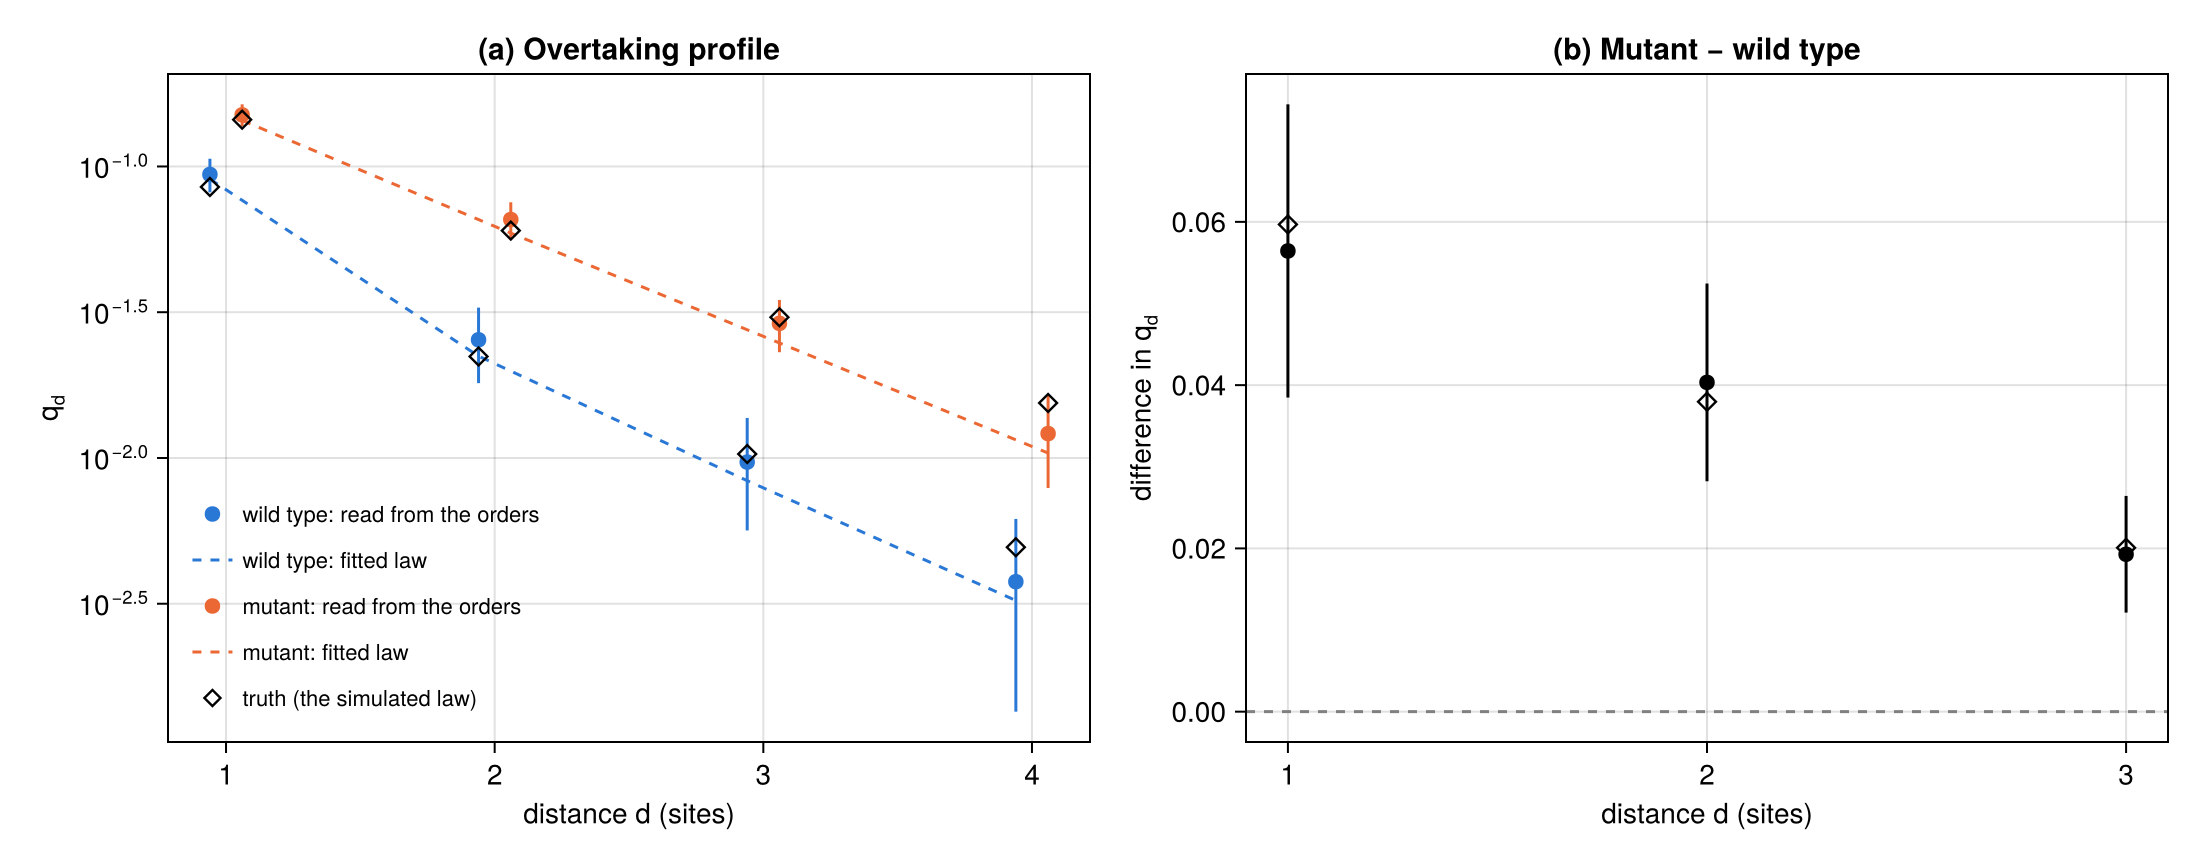 (a) Overtaking profile
10⁻¹·⁰
10⁻¹·⁵
10⁻²·⁰
10⁻²·⁵
q_d
wild type: read from the orders
wild type: fitted law
mutant: read from the orders
mutant: fitted law
truth (the simulated law)
1 2 3 4
distance d (sites)
(b) Mutant – wild type
0.06
0.04
0.02
0.00
difference in q_d
1 2 3
distance d (sites)